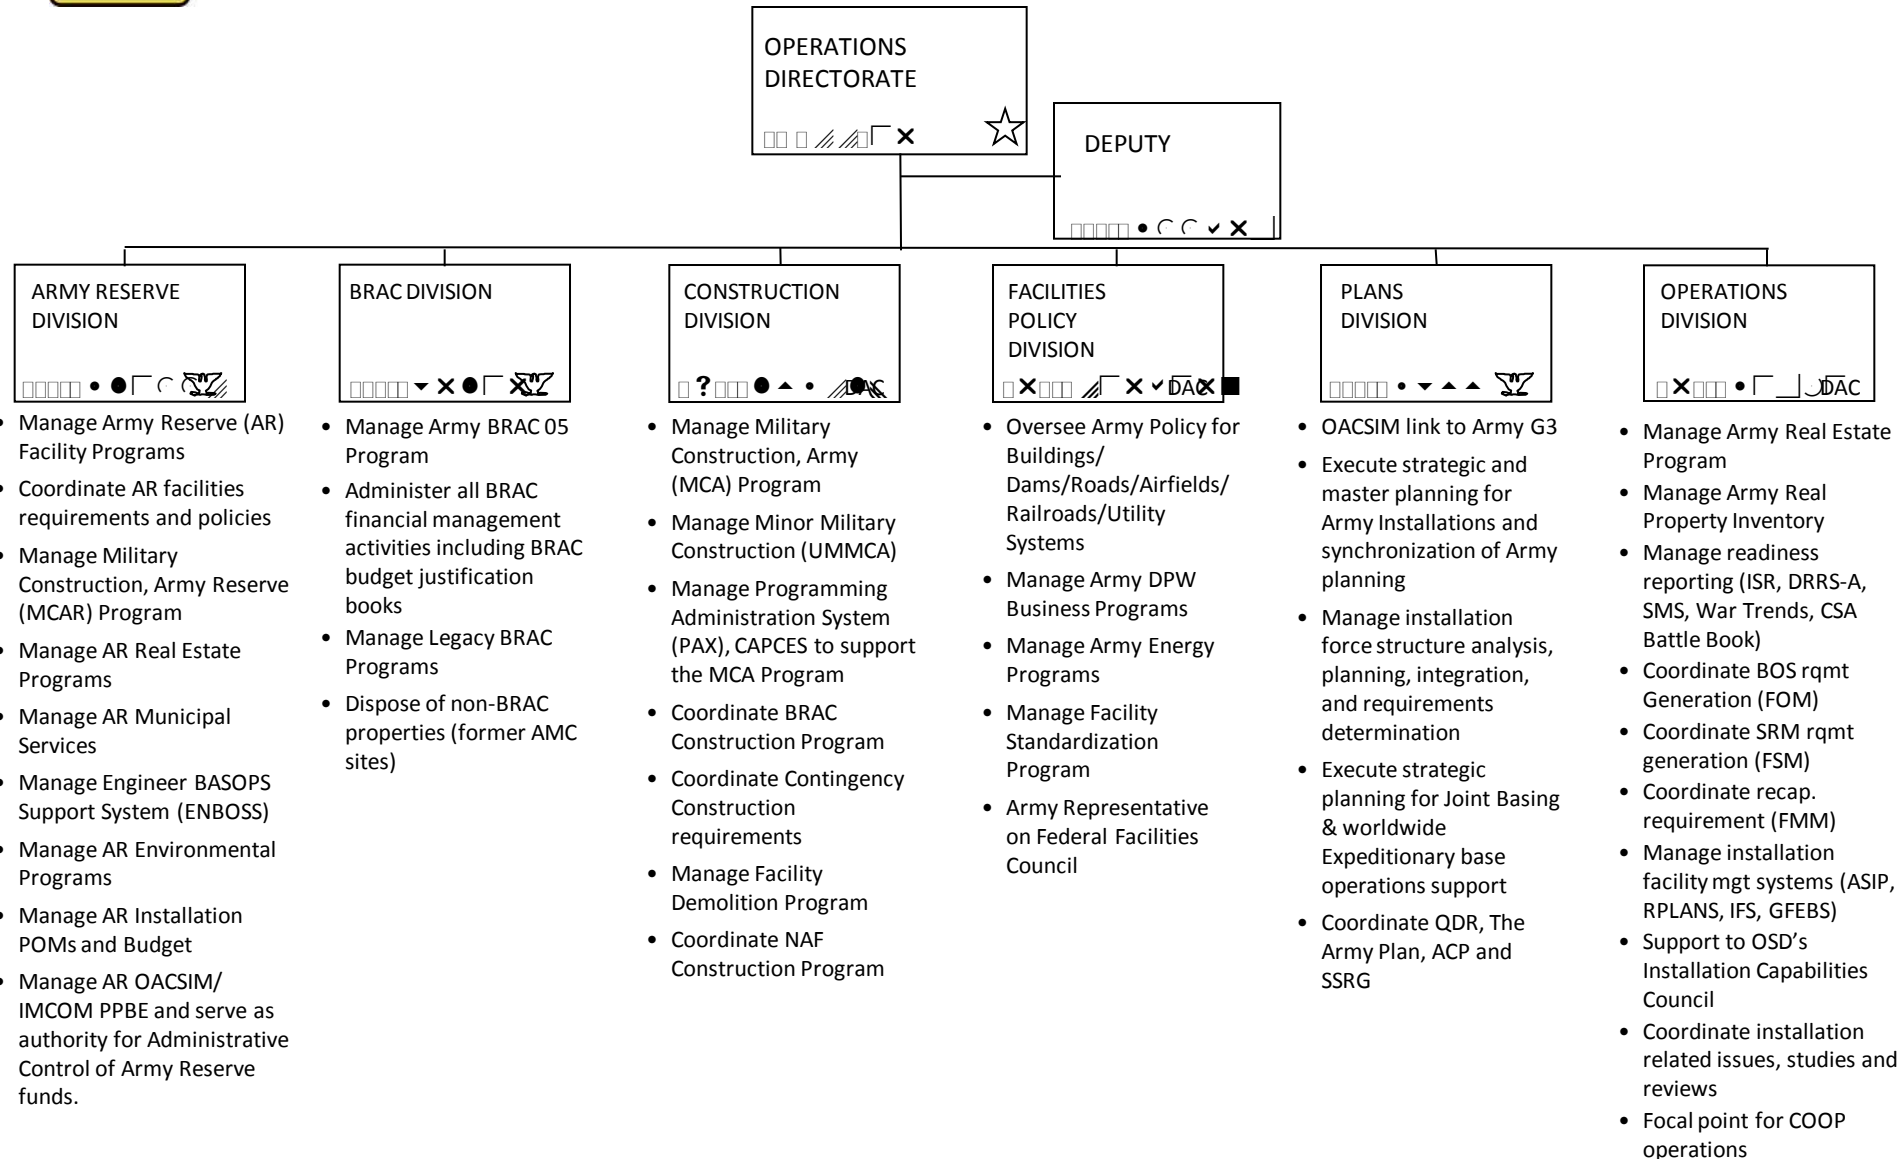 OPERATIONS
DIRECTORATE
DEPUTY
ARMY RESERVE
DIVISION
• Manage Army Reserve (AR)
Facility Programs
• Coordinate AR facilities
requirements and policies
• Manage Military
Construction, Army Reserve
(MCAR) Program
• Manage AR Real Estate
Programs
• Manage AR Municipal
Services
• Manage Engineer BASOPS
Support System (ENBOSS)
• Manage AR Environmental
Programs
• Manage AR Installation
POMs and Budget
• Manage AR OACSIM/
IMCOM PPBE and serve as
authority for Administrative
Control of Army Reserve
funds.
BRAC DIVISION
• Manage Army BRAC 05
Program
• Administer all BRAC
financial management
activities including BRAC
budget justification
books
• Manage Legacy BRAC
Programs
• Dispose of non-BRAC
properties (former AMC
sites)
CONSTRUCTION
DIVISION
DAC
• Manage Military
Construction, Army
(MCA) Program
• Manage Minor Military
Construction (UMMCA)
• Manage Programming
Administration System
(PAX), CAPCES to support
the MCA Program
• Coordinate BRAC
Construction Program
• Coordinate Contingency
Construction
requirements
• Manage Facility
Demolition Program
• Coordinate NAF
Construction Program
FACILITIES
POLICY
DIVISION
DAC
• Oversee Army Policy for
Buildings/
Dams/Roads/Airfields/
Railroads/Utility
Systems
• Manage Army DPW
Business Programs
• Manage Army Energy
Programs
• Manage Facility
Standardization
Program
• Army Representative
on Federal Facilities
Council
PLANS
DIVISION
• OACSIM link to Army G3
• Execute strategic and
master planning for
Army Installations and
synchronization of Army
planning
• Manage installation
force structure analysis,
planning, integration,
and requirements
determination
• Execute strategic
planning for Joint Basing
& worldwide
Expeditionary base
operations support
• Coordinate QDR, The
Army Plan, ACP and
SSRG
OPERATIONS
DIVISION
DAC
• Manage Army Real Estate
Program
• Manage Army Real
Property Inventory
• Manage readiness
reporting (ISR, DRRS-A,
SMS, War Trends, CSA
Battle Book)
• Coordinate BOS rqmt
Generation (FOM)
• Coordinate SRM rqmt
generation (FSM)
• Coordinate recap.
requirement (FMM)
• Manage installation
facility mgt systems (ASIP,
RPLANS, IFS, GFEBS)
• Support to OSD’s
Installation Capabilities
Council
• Coordinate installation
related issues, studies and
reviews
• Focal point for COOP
operations